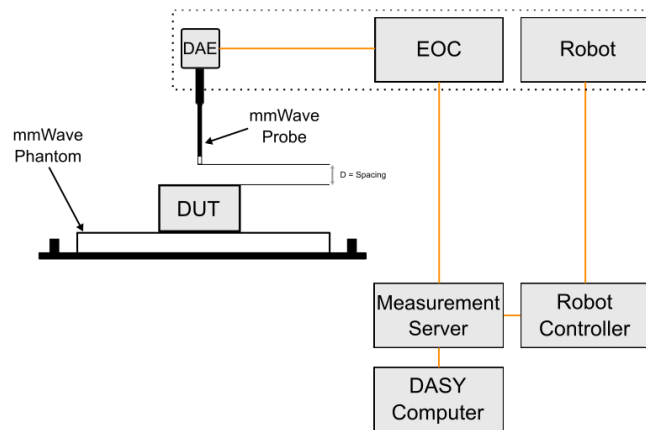 DAE
EOC
Robot
mmWave
Probe
mmWave
Phantom
D = Spacing
DUT
Measurement
Server
Robot
Controller
DASY
Computer